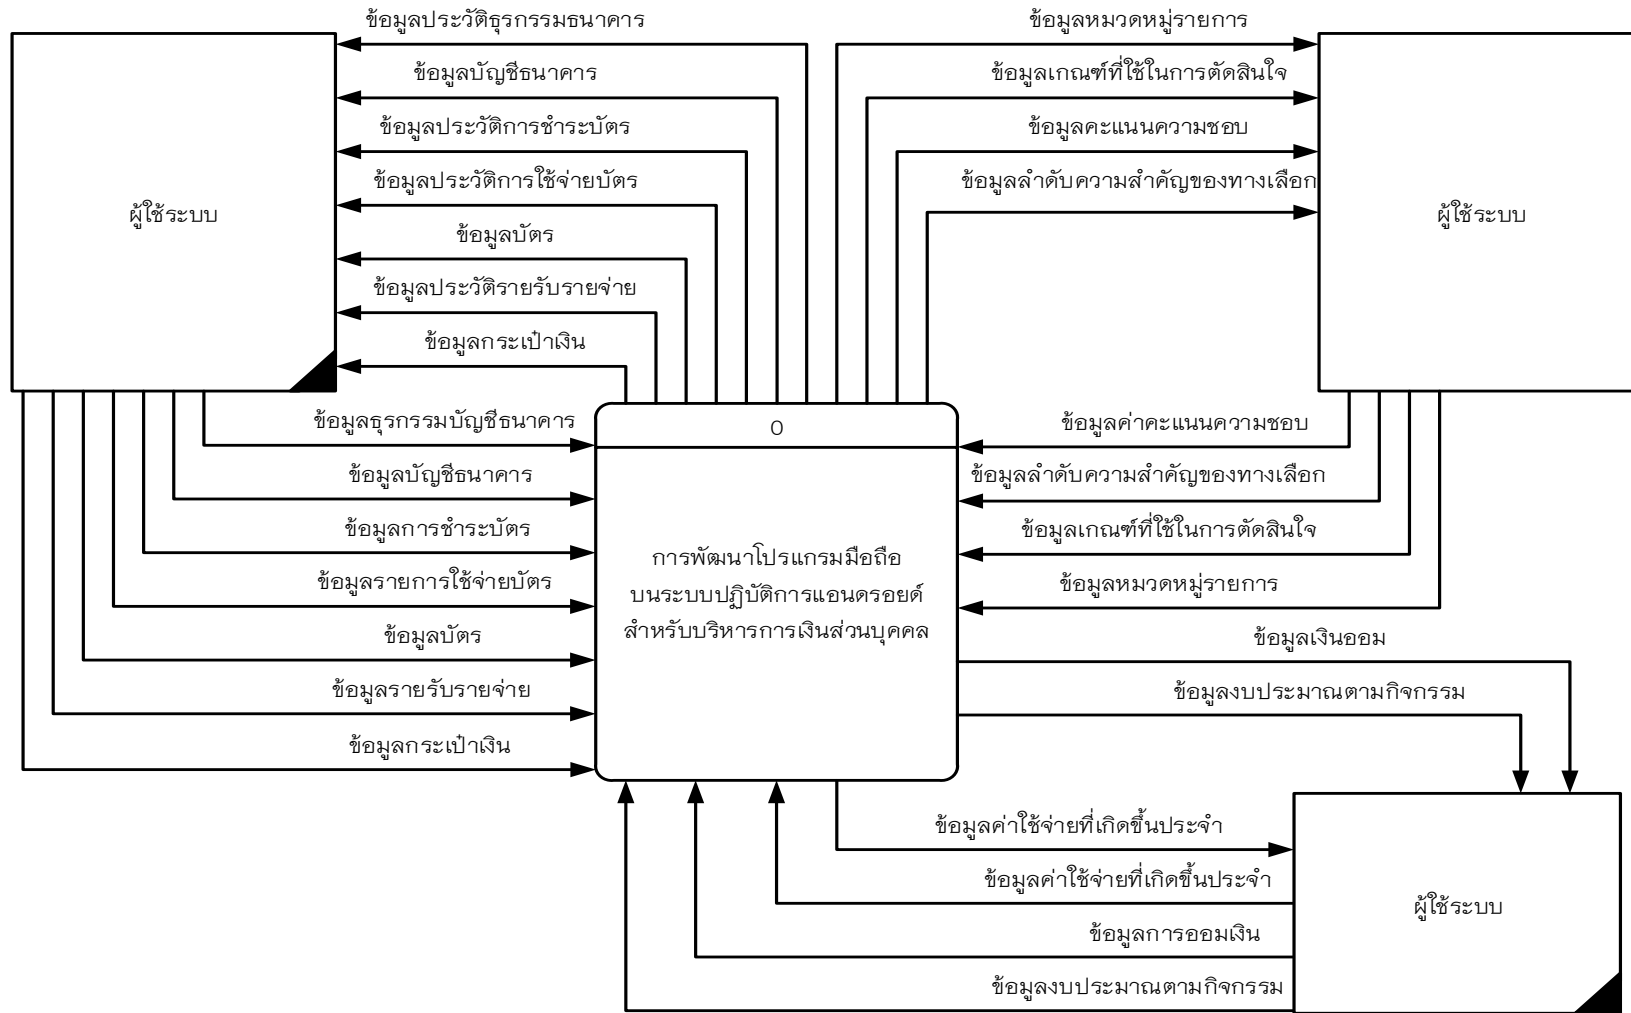 ข้อมูลประวัติธุรกรรมธนาคาร
ข้อมูลบัญชีธนาคาร
ข้อมูลประวัติการชำระบัตร
ข้อมูลประวัติการใช้จ่ายบัตร
ข้อมูลบัตร
ข้อมูลประวัติรายรับรายจ่าย
ข้อมูลกระเป๋าเงิน
ผู้ใช้ระบบ
ข้อมูลหมวดหมู่รายการ
ข้อมูลเกณฑ์ที่ใช้ในการตัดสินใจ
ข้อมูลคะแนนความชอบ
ข้อมูลลำดับความสำคัญของทางเลือก
ผู้ใช้ระบบ
ข้อมูลธุรกรรมบัญชีธนาคาร
ข้อมูลบัญชีธนาคาร
ข้อมูลการชำระบัตร
ข้อมูลรายการใช้จ่ายบัตร
ข้อมูลบัตร
ข้อมูลรายรับรายจ่าย
ข้อมูลกระเป๋าเงิน
0
การพัฒนาโปรแกรมมือถือ
บนระบบปฏิบัติการแอนดรอยด์
สำหรับบริหารการเงินส่วนบุคคล
ข้อมูลค่าคะแนนความชอบ
ข้อมูลลำดับความสำคัญของทางเลือก
ข้อมูลเกณฑ์ที่ใช้ในการตัดสินใจ
ข้อมูลหมวดหมู่รายการ
ข้อมูลเงินออม
ข้อมูลงบประมาณตามกิจกรรม
ข้อมูลค่าใช้จ่ายที่เกิดขึ้นประจำ
ข้อมูลค่าใช้จ่ายที่เกิดขึ้นประจำ
ข้อมูลการออมเงิน
ข้อมูลงบประมาณตามกิจกรรม
ผู้ใช้ระบบ